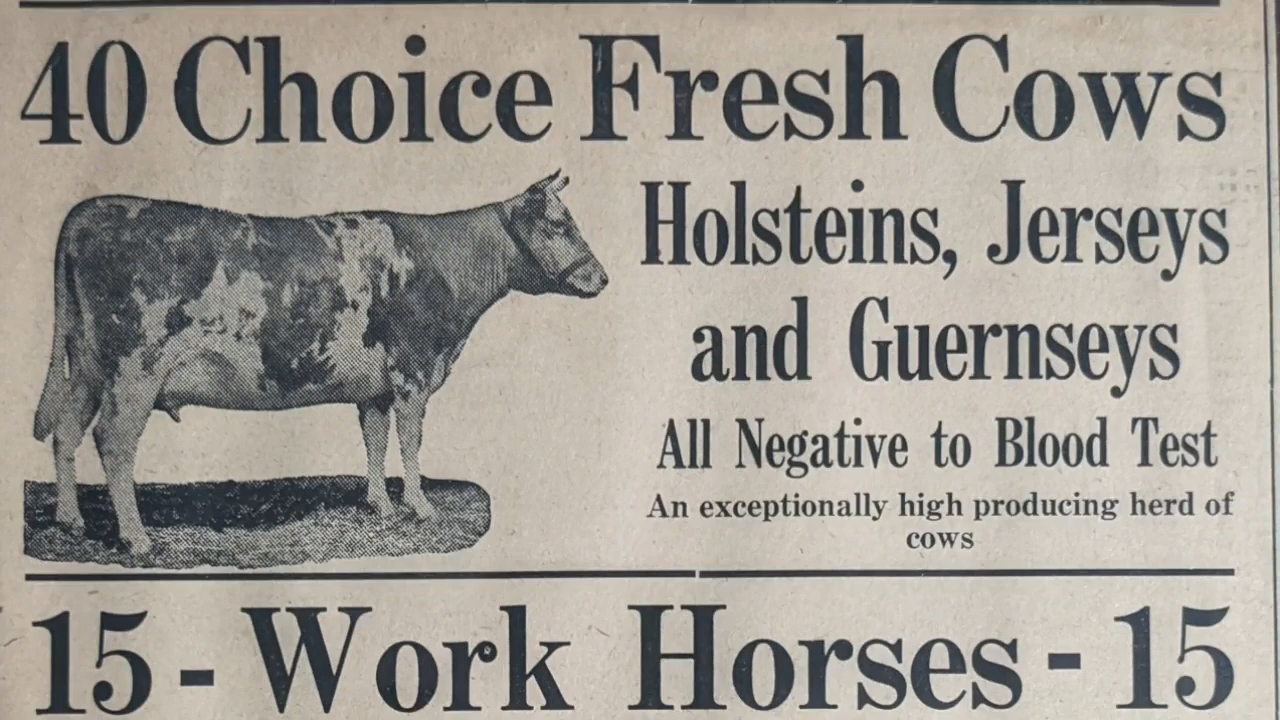 40 Choice Fresh Cows
Holsteins, Jerseys
and Guernseys
All Negative to Blood Test
An exceptionally high producing herd of
cows
15 - Work Horses - 15